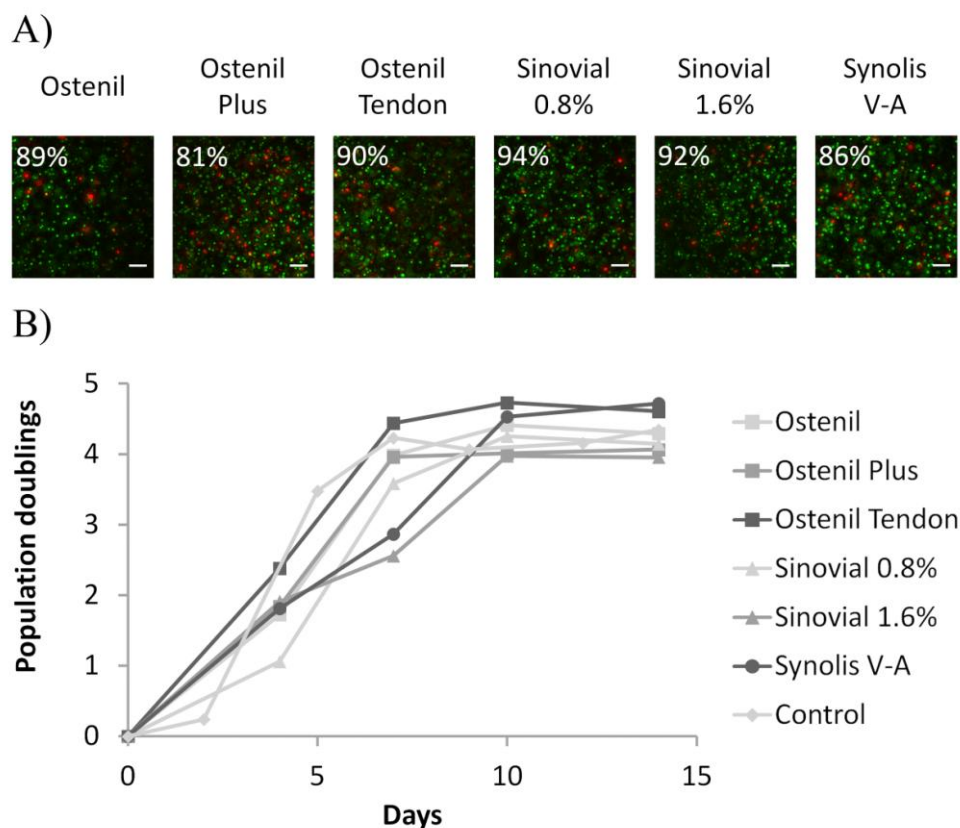 A)
Ostenil
Ostenil
Plus
Ostenil
Tendon
Sinovial
0.8%
Sinovial
1.6%
Synolis
V-A
89%
81%
90%
94%
92%
86%
B)
Population doublings
5
4
3
2
1
0
0
5
10
15
Days
Ostenil
Ostenil Plus
Ostenil Tendon
Sinovial 0.8%
Sinovial 1.6%
Synolis V-A
Control